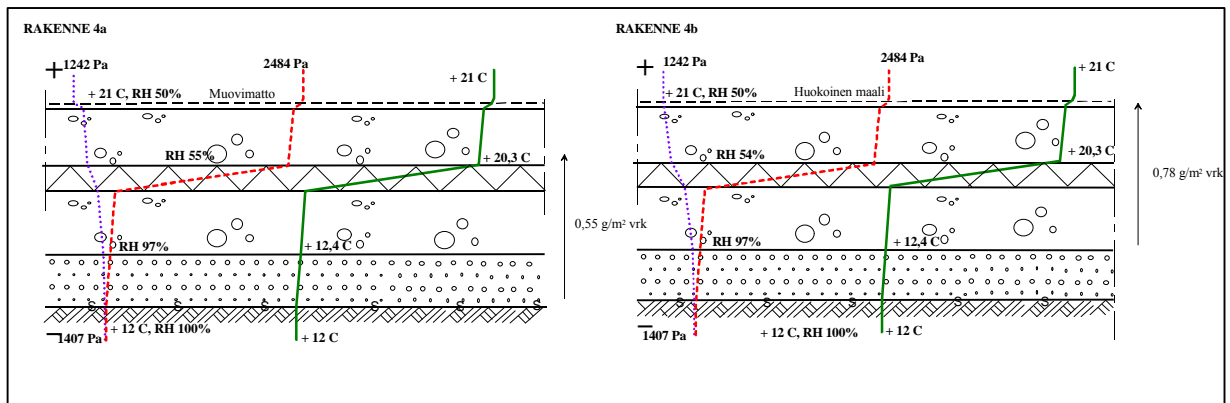 RAKENNE 4a
1242 Pa
2484 Pa
+ 21 C
+ 21 C, RH 50%
Muovimatto
RH 55%
+ 20,3 C
0,55 g/m² vrk
RH 97%
+ 12,4 C
+ 12 C, RH 100%
1407 Pa
+ 12 C
RAKENNE 4b
1242 Pa
2484 Pa
+ 21 C
+ 21 C, RH 50%
Huokoinen maali
RH 54%
+ 20,3 C
0,78 g/m² vrk
RH 97%
+ 12,4 C
1407 Pa
+ 12 C, RH 100%
+ 12 C